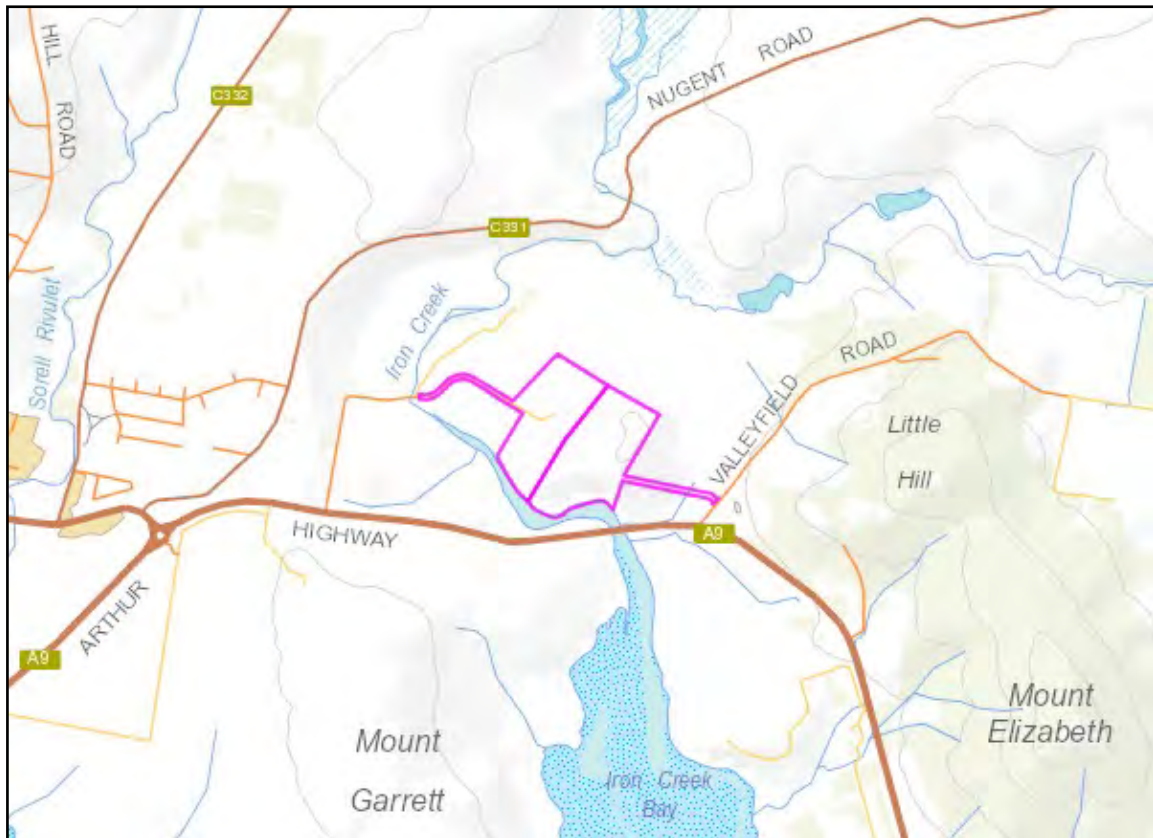 HILL
ROAD
C332
NUGENT ROAD
C331
Sorell Rivulet
Iron Creek
VALLEYFIELD ROAD
Little
Hill
HIGHWAY
A9
ARTHUR
A9
Mount
Elizabeth
Mount
Garrett
Iron Creek
Bay